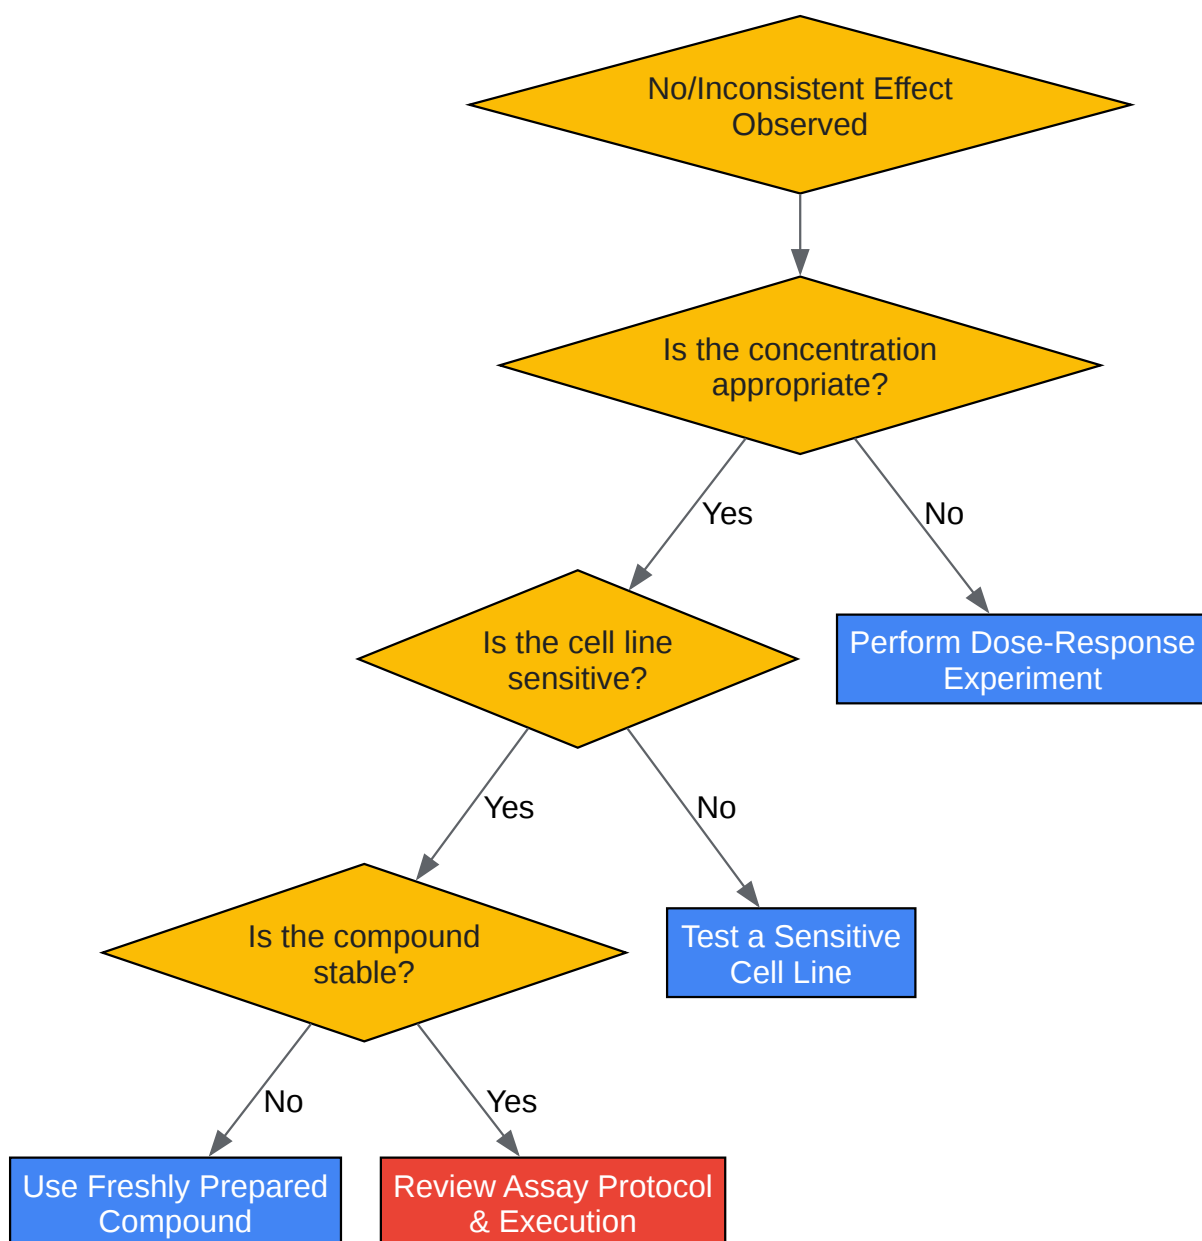 No/Inconsistent Effect
Observed
Is the concentration
appropriate?
Yes
No
Is the cell line
sensitive?
Perform Dose-Response
Experiment
Yes
No
Is the compound
stable?
Test a Sensitive
Cell Line
No
Yes
Use Freshly Prepared
Compound
Review Assay Protocol
& Execution